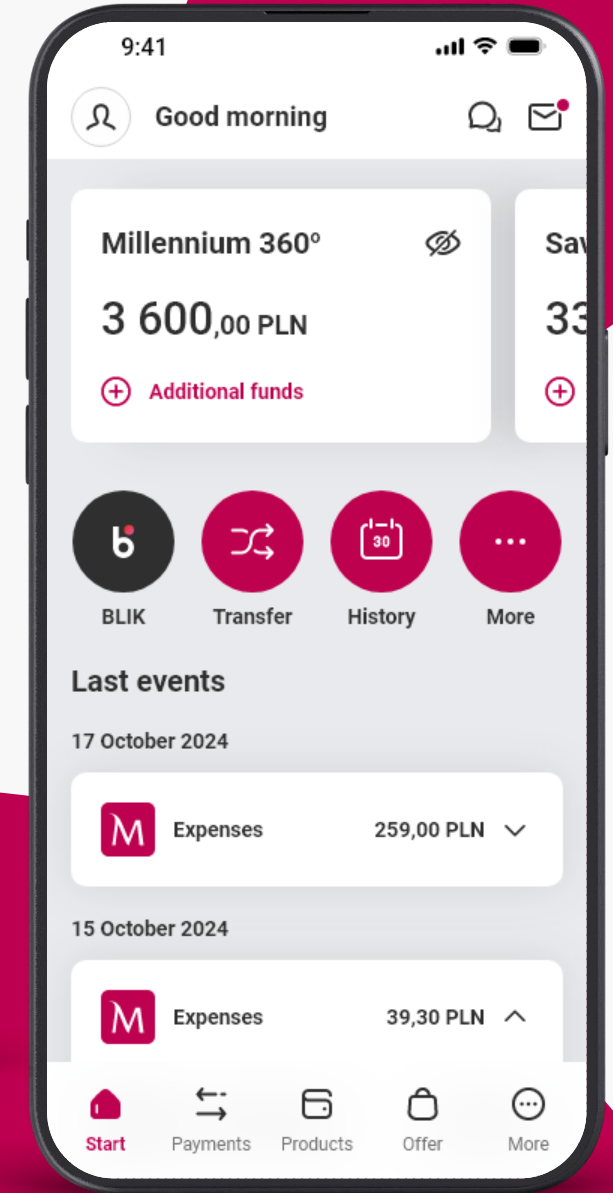 9:41
Good morning
Millennium 360°
3 600,00 PLN
Additional funds
33
BLIK
Transfer
30
History
More
Last events
17 October 2024
M Expenses 259,00 PLN
15 October 2024
M Expenses 39,30 PLN
Start Payments Products Offer More